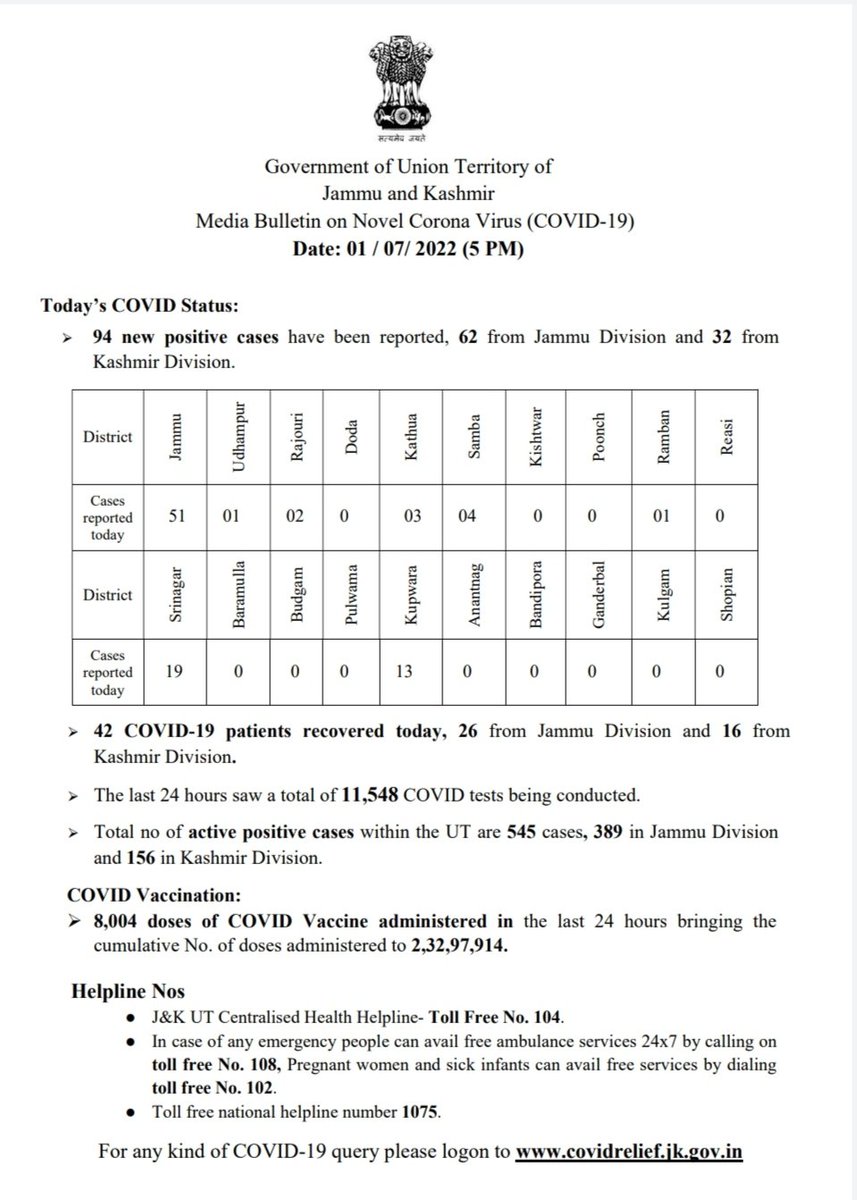 सत्यमेव जयते
Government of Union Territory of
Jammu and Kashmir
Media Bulletin on Novel Corona Virus (COVID-19)
Date: 01 / 07/ 2022 (5 PM)
Today’s COVID Status:
➢ 94 new positive cases have been reported, 62 from Jammu Division and 32 from
Kashmir Division.
District Jammu Udhampur Rajouri Doda Kathua Samba Kishtwar Poonch Ramban Reasi
Cases
reported
today
51 01 02 0 03 04 0 0 01 0
District Srinagar Baramulla Budgam Pulwama Kupwara Anantnag Bandipora Ganderbal Kulgam Shopian
Cases
reported
today
19 0 0 0 13 0 0 0 0 0
➢ 42 COVID-19 patients recovered today, 26 from Jammu Division and 16 from
Kashmir Division.
➢ The last 24 hours saw a total of 11,548 COVID tests being conducted.
➢ Total no of active positive cases within the UT are 545 cases, 389 in Jammu Division
and 156 in Kashmir Division.
COVID Vaccination:
➢ 8,004 doses of COVID Vaccine administered in the last 24 hours bringing the
cumulative No. of doses administered to 2,32,97,914.
Helpline Nos
● J&K UT Centralised Health Helpline- Toll Free No. 104.
● In case of any emergency people can avail free ambulance services 24x7 by calling on
toll free No. 108, Pregnant women and sick infants can avail free services by dialing
toll free No. 102.
● Toll free national helpline number 1075.
For any kind of COVID-19 query please logon to www.covidrelief.jk.gov.in